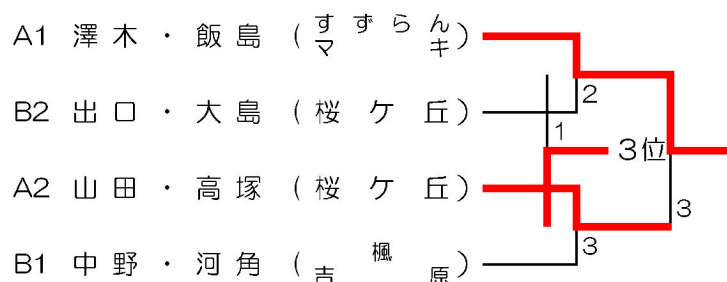 A1 澤木・飯島 (すずらん マキ)
2
B2 出口・大島 (桜ケ丘)
1
3位
A2 山田・高塚 (桜ケ丘)
3
3
B1 中野・河角 (楓 吉原)